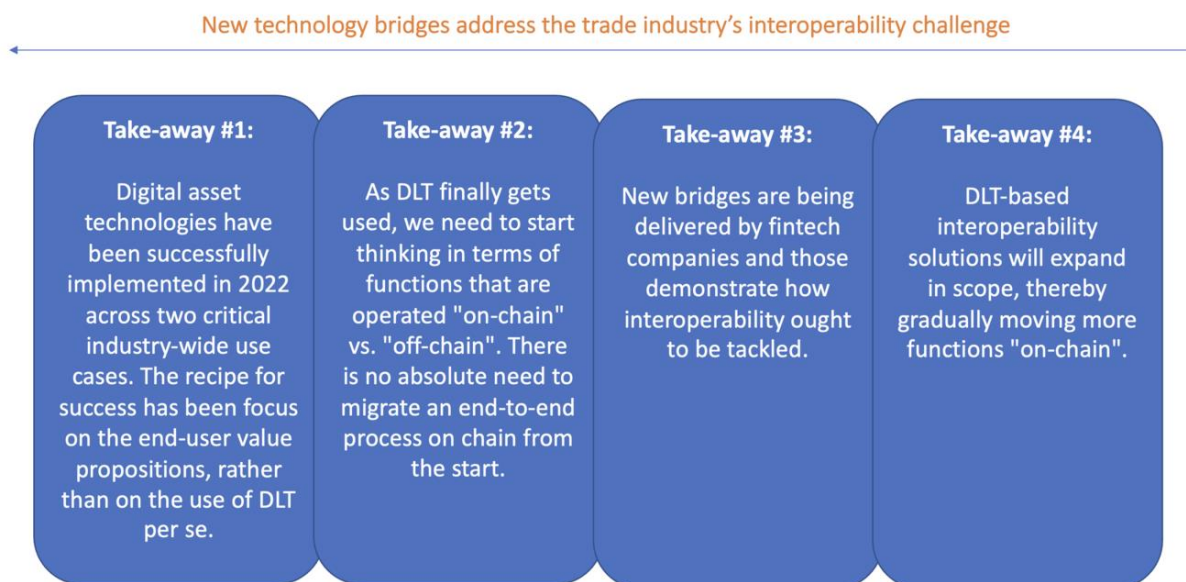 New technology bridges address the trade industry's interoperability challenge
Take-away #1:
Digital asset
technologies have
been successfully
implemented in 2022
across two critical
industry-wide use
cases. The recipe for
success has been focus
on the end-user value
propositions, rather
than on the use of DLT
per se.
Take-away #2:
As DLT finally gets
used, we need to start
thinking in terms of
functions that are
operated "on-chain"
vs. "off-chain". There
is no absolute need to
migrate an end-to-end
process on chain from
the start.
Take-away #3:
New bridges are being
delivered by fintech
companies and those
demonstrate how
interoperability ought
to be tackled.
Take-away #4:
DLT-based
interoperability
solutions will expand
in scope, thereby
gradually moving more
functions "on-chain".